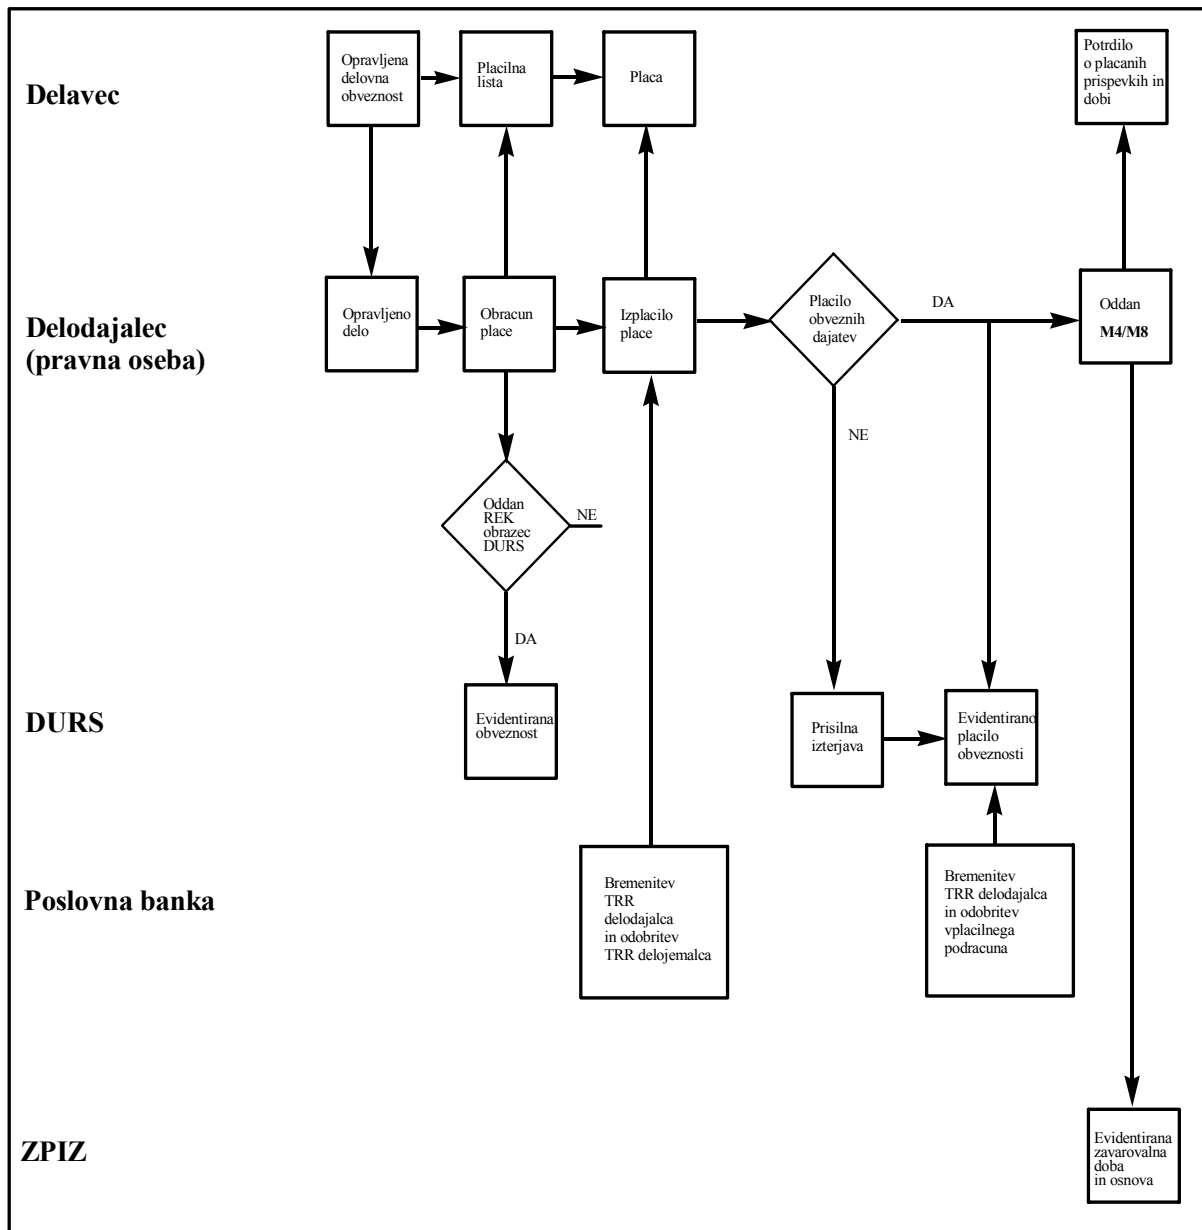 Delavec
Opravljena
delovna
obveznost
Placilna
lista
Placa
Potrdilo
o placanih
prispevkih in
dobi
Delodajalec
(pravna oseba)
Opravljeno
delo
Obracun
place
Izplacilo
place
Placilo
obveznih
dajatev
DA
NE
Oddan
M4/M8
Oddan
REK
obrazec
DURS
NE
DA
DURS
Evidentirana
obveznost
Prisilna
izterjava
Evidentirano
placilo
obveznosti
Poslovna banka
Bremenitev
TRR
delodajalca
in odobritev
TRR delojemalca
Bremenitev
TRR delodajalca
in odobritev
vplacilnega
podracuna
ZPIZ
Evidentirana
zavarovalna
doba
in osnova